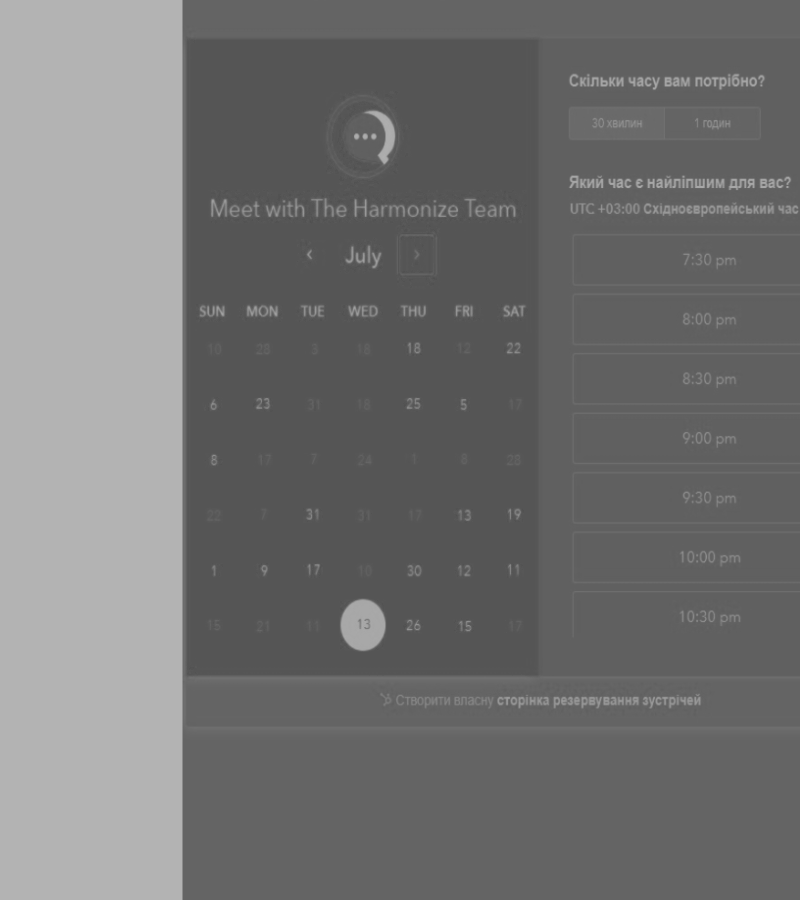 Meet with The Harmonize Team
July
SUN MON TUE WED THU FRI SAT
10 20 5 18 18 12 22
6 23 31 18 25 5 17
8 17 7 24 1 8 20
22 7 31 31 17 13 19
1 9 17 10 30 12 11
15 21 11 13 26 15 17
Скільки часу вам потрібно?
30 хвилин 1 годин
Який час є найліпшим для вас?
UTC +03:00 Східноєвропейський час
7:30 pm
8:00 pm
8:30 pm
9:00 pm
9:30 pm
10:00 pm
10:30 pm
Створити власну сторінка резервування зустрічей